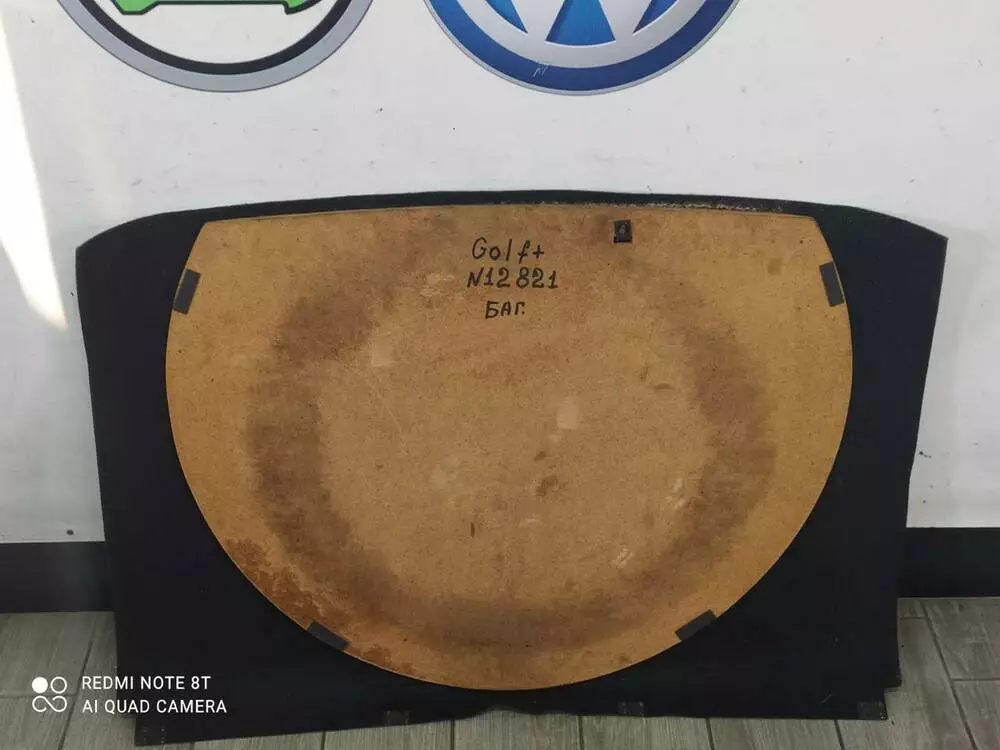 Golf+
N12821
БАГ.
REDMI NOTE 8T
AI QUAD CAMERA